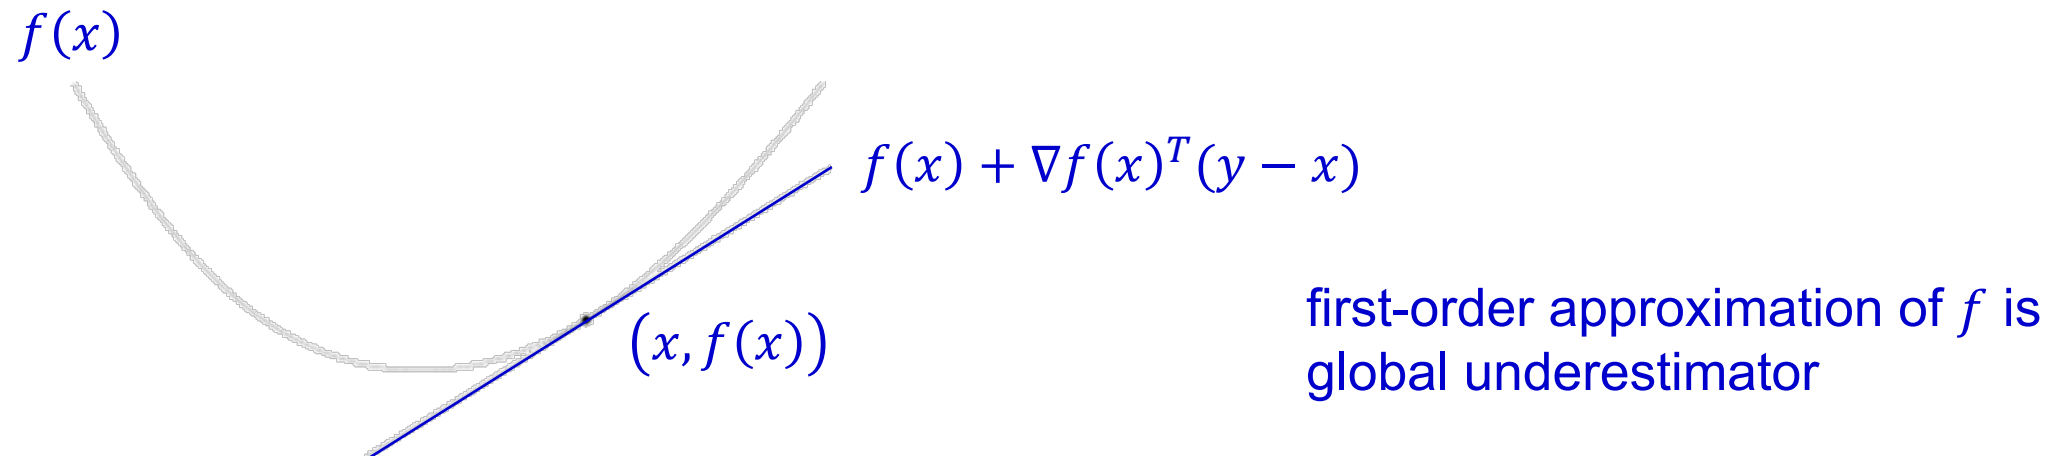 f(x)
f(x) + ∇f(x)ᵀ(y − x)
(x, f(x))
first-order approximation of f is
global underestimator